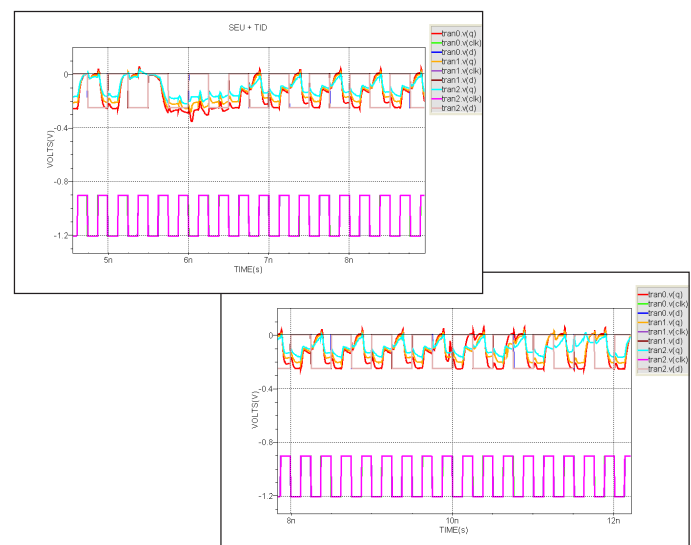 SEU + TID
tran0.v(q)
tran0.v(clk)
tran0.v(d)
tran1.v(q)
tran1.v(clk)
tran1.v(d)
tran2.v(q)
tran2.v(clk)
tran2.v(d)
0
-0.4
-0.8
-1.2
VOLTS(V)
5n 6n 7n 8n
TIME(s)
tran0.v(q)
tran0.v(clk)
tran0.v(d)
tran1.v(q)
tran1.v(clk)
tran1.v(d)
tran2.v(q)
tran2.v(clk)
tran2.v(d)
0
-0.4
-0.8
-1.2
VOLTS(V)
8n 10n 12n
TIME(s)